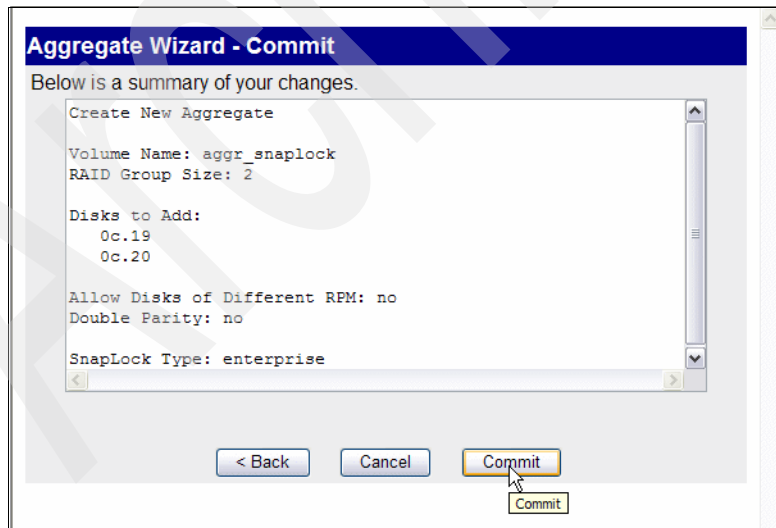 Aggregate Wizard - Commit
Below is a summary of your changes.
Create New Aggregate
Volume Name: aggr_snaplock
RAID Group Size: 2
Disks to Add:
0c.19
0c.20
Allow Disks of Different RPM: no
Double Parity: no
SnapLock Type: enterprise
< Back Cancel Commit
Commit